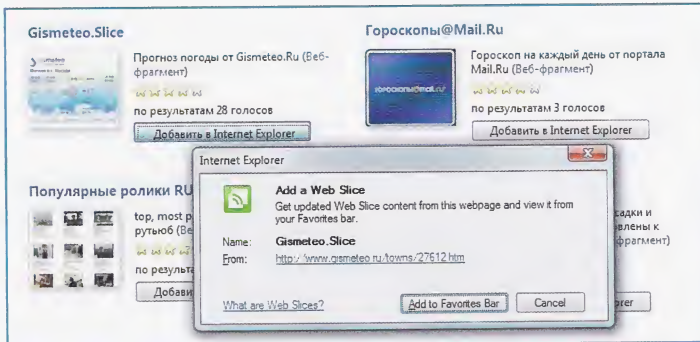 Gismeteo.Slice
Прогноз погоды от Gismeteo.Ru (Веб-
фрагмент)
по результатам 28 голосов
Добавить в Internet Explorer
Гороскопы@Mail.Ru
гороскопы@mail.ru
Гороскоп на каждый день от портала
Mail.Ru (Веб-фрагмент)
по результатам 3 голосов
Добавить в Internet Explorer
Популярные ролики RU
top, most p
рутьюб (Ве
по результа
Добави
садки и
овлены к
фрагмент)
orer
Internet Explorer
Add a Web Slice
Get updated Web Slice content from this webpage and view it from
your Favorites bar.
Name: Gismeteo.Slice
From: http://www.gismeteo.ru/towns/27612.htm
What are Web Slices?
Add to Favorites Bar
Cancel